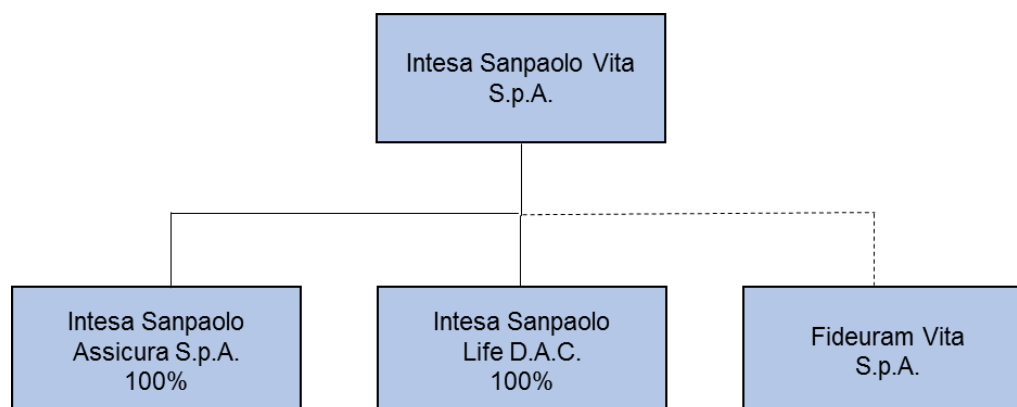 Intesa Sanpaolo Vita
S.p.A.
Intesa Sanpaolo
Assicura S.p.A.
100%
Intesa Sanpaolo
Life D.A.C.
100%
Fideuram Vita
S.p.A.